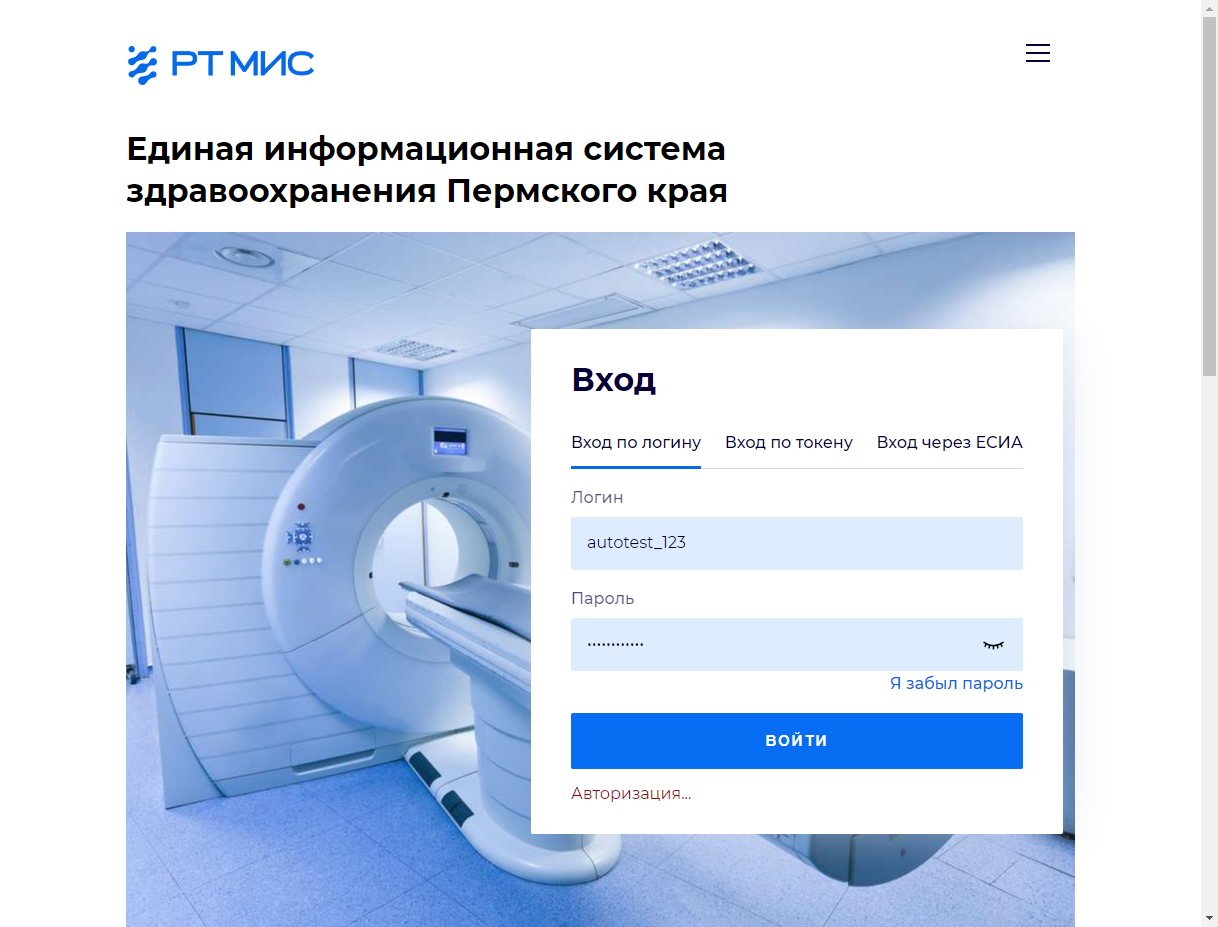 РТ МИС
Единая информационная система
здравоохранения Пермского края
Вход
Вход по логину Вход по токену Вход через ЕСИА
Логин
autotest_123
Пароль
••••••••••••
Я забыл пароль
ВОЙТИ
Авторизация...